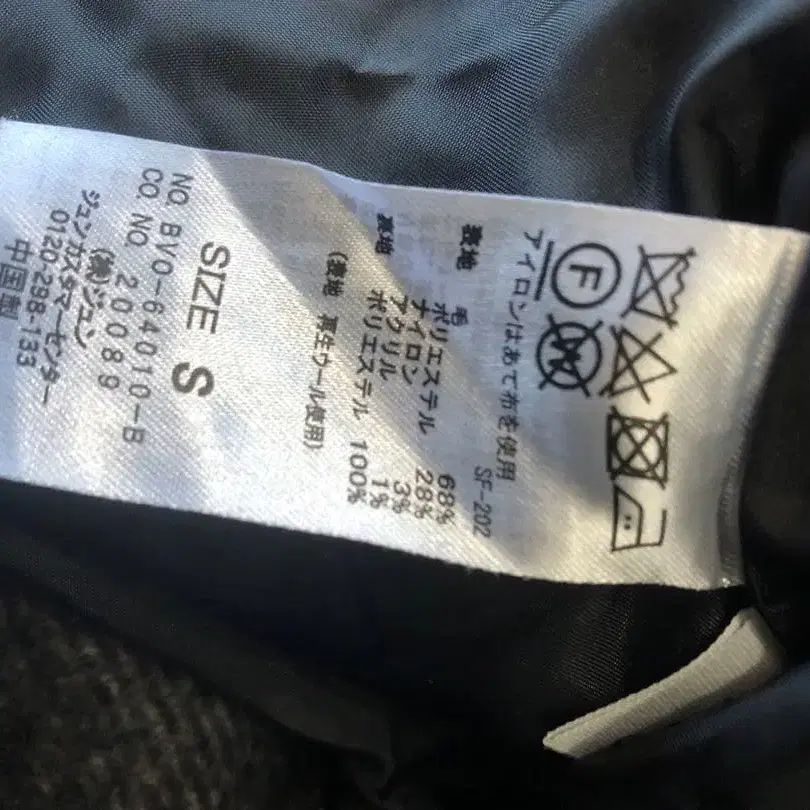 F W
アイロンはあて布を使用
SF-202
表地 毛 68%
ポリエステル 28%
ナイロン 3%
アクリル 1%
裏地 ポリエステル 100%
(表地 再生ウール使用)
SIZE S
NO. BVO-64010-B
CO. NO. 20089
(株)ジュン
ジュンカスタマーセンター
0120-298-133
中国製